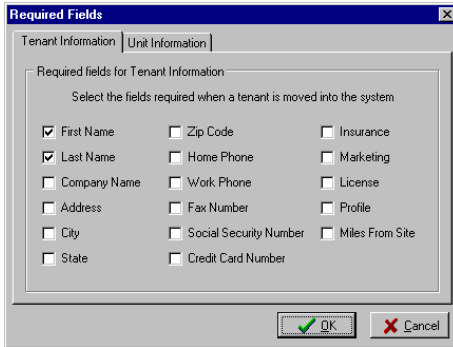 Required Fields
Tenant Information Unit Information
Required fields for Tenant Information
Select the fields required when a tenant is moved into the system
First Name Zip Code Insurance
Last Name Home Phone Marketing
Company Name Work Phone License
Address Fax Number Profile
City Social Security Number Miles From Site
State Credit Card Number
OK Cancel